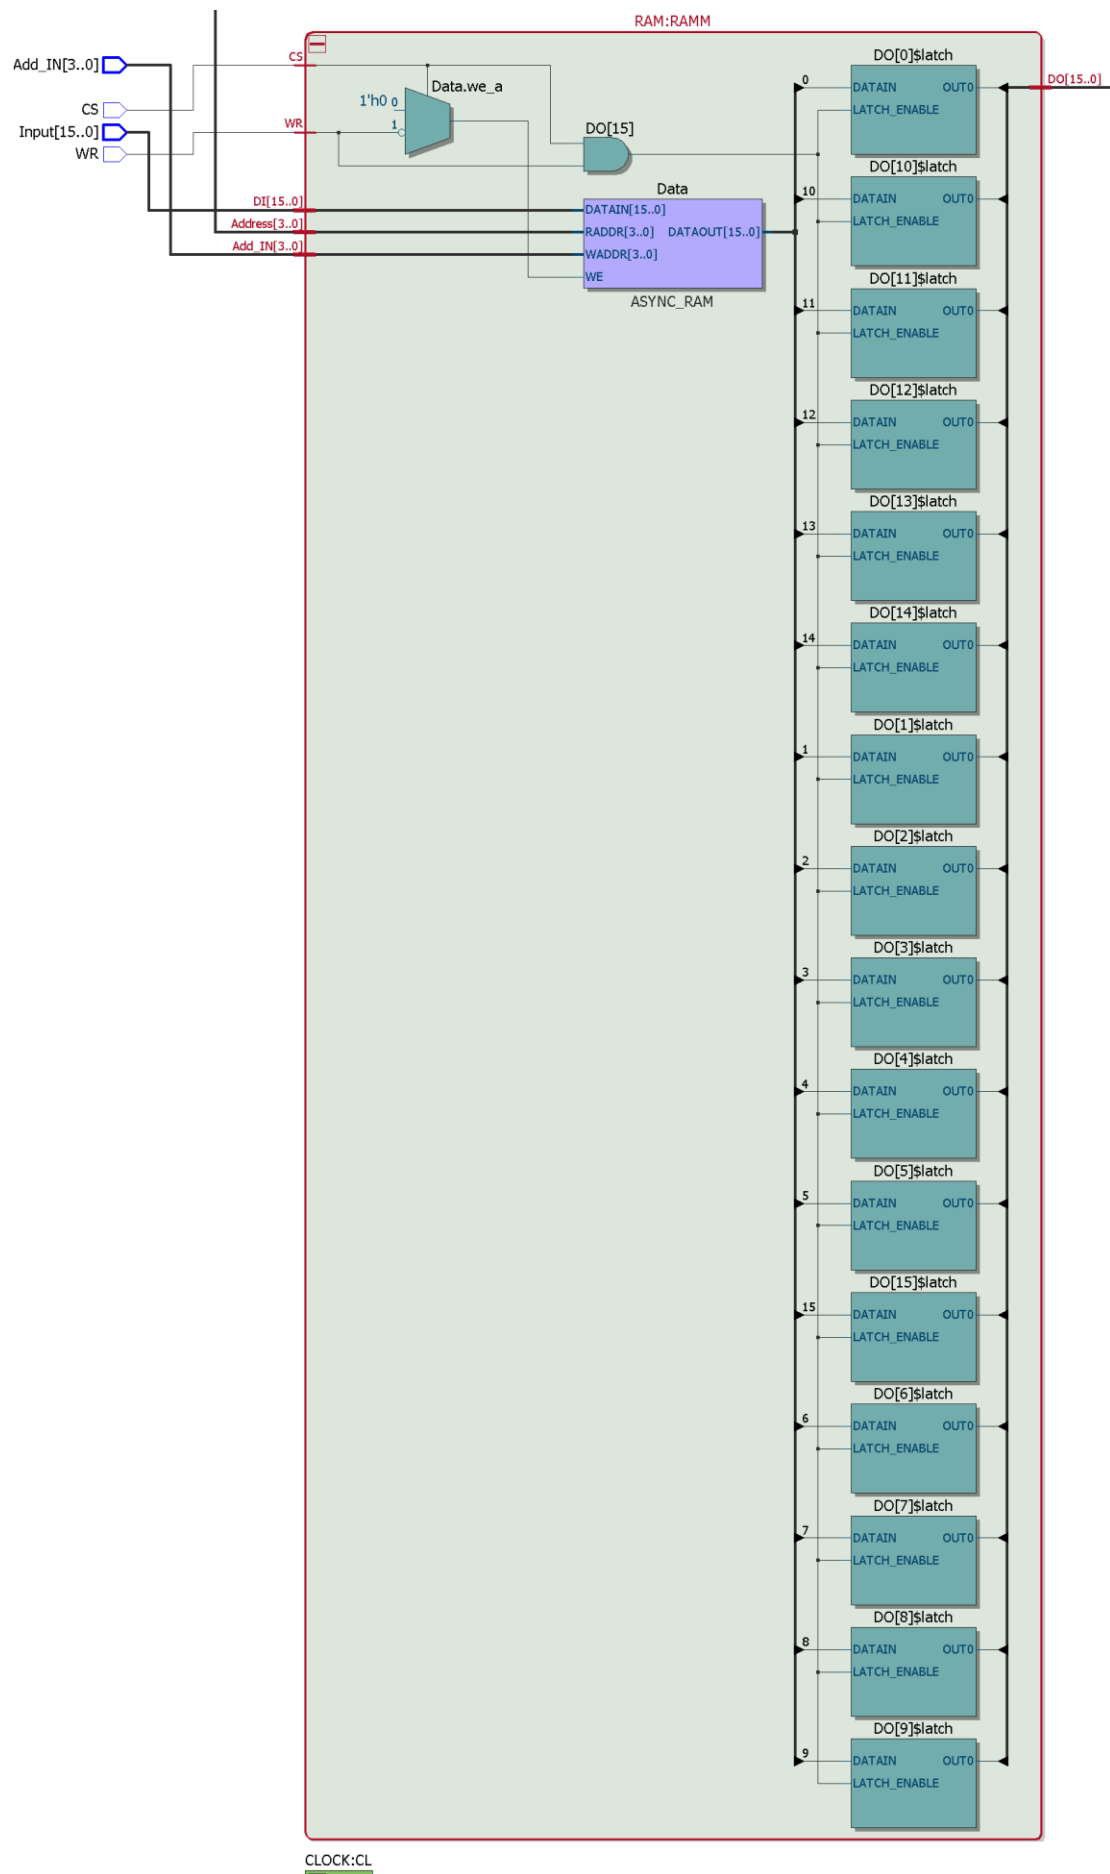 RAM:RAMM
Add_IN[3..0]
CS
Input[15..0]
WR
CS
WR
DI[15..0]
Address[3..0]
Add_IN[3..0]
Data.we_a
1'h0 0
1
DO[15]
Data
DATAIN[15..0]
RADDR[3..0] DATAOUT[15..0]
WADDR[3..0]
WE
ASYNC_RAM
DO[15..0]
DO[0]$latch
0 DATAIN OUT0
LATCH_ENABLE
DO[10]$latch
10 DATAIN OUT0
LATCH_ENABLE
DO[11]$latch
11 DATAIN OUT0
LATCH_ENABLE
DO[12]$latch
12 DATAIN OUT0
LATCH_ENABLE
DO[13]$latch
13 DATAIN OUT0
LATCH_ENABLE
DO[14]$latch
14 DATAIN OUT0
LATCH_ENABLE
DO[1]$latch
1 DATAIN OUT0
LATCH_ENABLE
DO[2]$latch
2 DATAIN OUT0
LATCH_ENABLE
DO[3]$latch
3 DATAIN OUT0
LATCH_ENABLE
DO[4]$latch
4 DATAIN OUT0
LATCH_ENABLE
DO[5]$latch
5 DATAIN OUT0
LATCH_ENABLE
DO[15]$latch
15 DATAIN OUT0
LATCH_ENABLE
DO[6]$latch
6 DATAIN OUT0
LATCH_ENABLE
DO[7]$latch
7 DATAIN OUT0
LATCH_ENABLE
DO[8]$latch
8 DATAIN OUT0
LATCH_ENABLE
DO[9]$latch
9 DATAIN OUT0
LATCH_ENABLE
CLOCK:CL